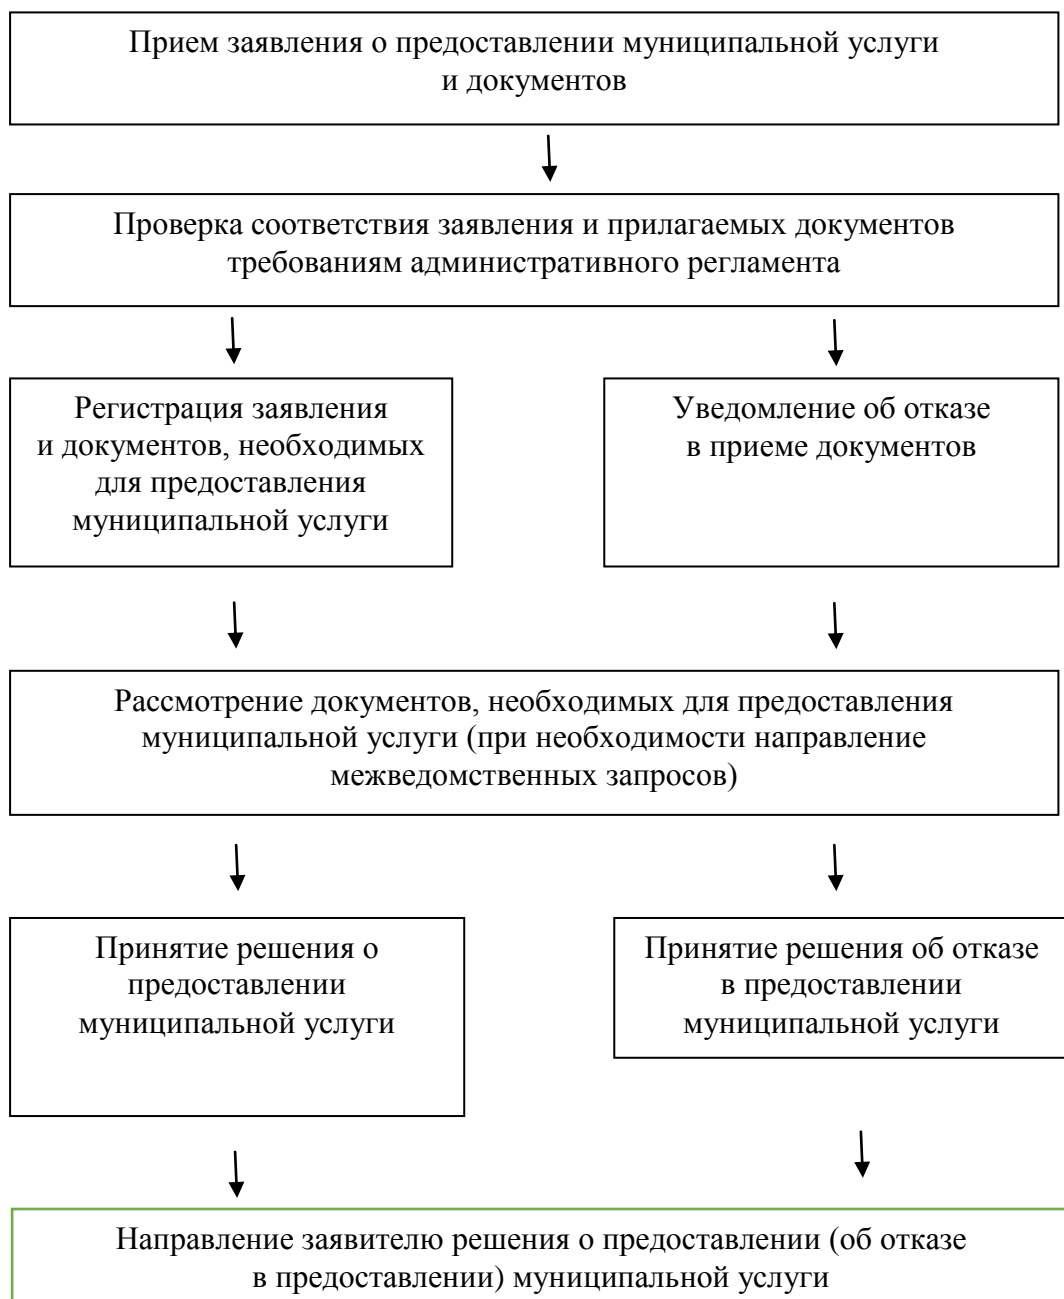 Прием заявления о предоставлении муниципальной услуги
и документов
Проверка соответствия заявления и прилагаемых документов
требованиям административного регламента
Регистрация заявления
и документов, необходимых
для предоставления
муниципальной услуги
Уведомление об отказе
в приеме документов
Рассмотрение документов, необходимых для предоставления
муниципальной услуги (при необходимости направление
межведомственных запросов)
Принятие решения о
предоставлении
муниципальной услуги
Принятие решения об отказе
в предоставлении
муниципальной услуги
Направление заявителю решения о предоставлении (об отказе
в предоставлении) муниципальной услуги